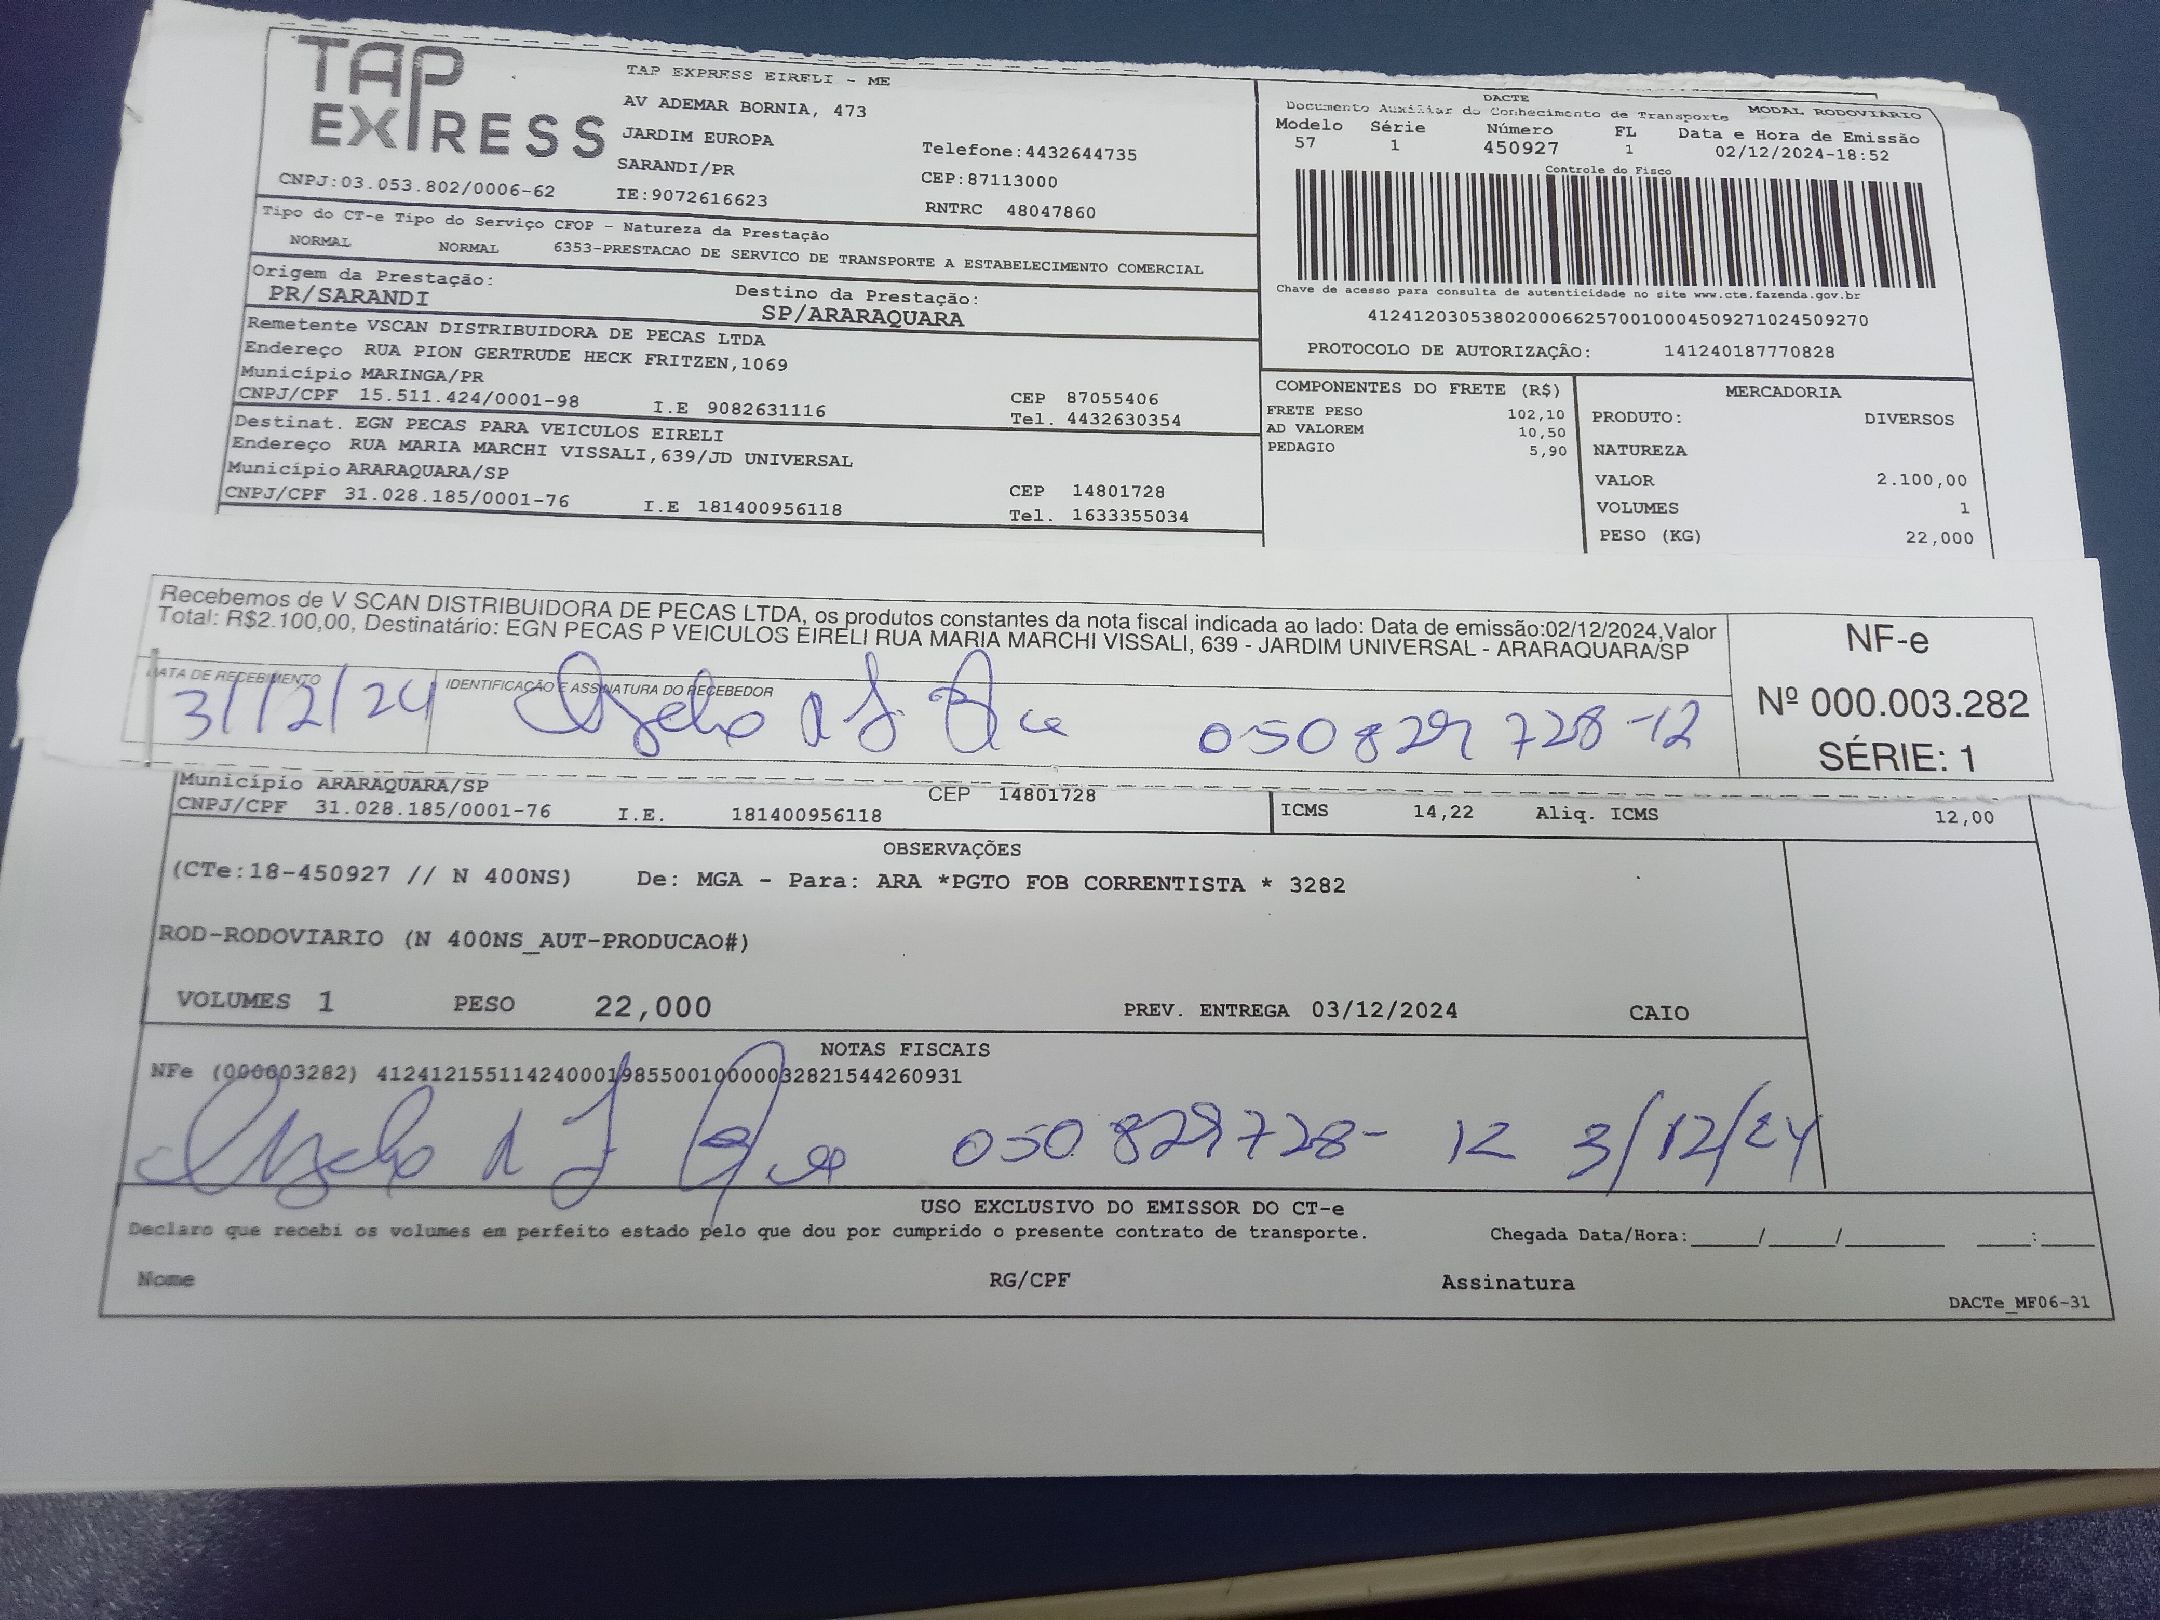 TAP EXPRESS
TAP EXPRESS EIRELI - ME
AV ADEMAR BORNIA, 473
JARDIM EUROPA
Telefone:4432644735
SARANDI/PR
CEP:87113000
CNPJ:03.053.802/0006-62
IE:9072616623
RNTRC 48047860
DACTE
MODAL RODOVIÁRIO
Documento Auxiliar do Conhecimento de Transporte
Modelo Série Número FL Data e Hora de Emissão
57 1 450927 1 02/12/2024-18:52
Controle do Fisco
Chave de acesso para consulta de autenticidade no site www.cte.fazenda.gov.br
41241203053802000662570010004509271024509270
PROTOCOLO DE AUTORIZAÇÃO: 141240187770828
Tipo do CT-e Tipo do Serviço CFOP - Natureza da Prestação
NORMAL NORMAL 6353-PRESTACAO DE SERVICO DE TRANSPORTE A ESTABELECIMENTO COMERCIAL
Origem da Prestação:
PR/SARANDI
Destino da Prestação:
SP/ARARAQUARA
Remetente VSCAN DISTRIBUIDORA DE PECAS LTDA
Endereço RUA PION GERTRUDE HECK FRITZEN,1069
Município MARINGA/PR
CEP 87055406
CNPJ/CPF 15.511.424/0001-98 I.E 9082631116
Tel. 4432630354
Destinat. EGN PECAS PARA VEICULOS EIRELI
Endereço RUA MARIA MARCHI VISSALI,639/JD UNIVERSAL
Município ARARAQUARA/SP
CEP 14801728
CNPJ/CPF 31.028.185/0001-76 I.E 181400956118
Tel. 1633355034
COMPONENTES DO FRETE (R$)
FRETE PESO 102,10
AD VALOREM 10,50
PEDAGIO 5,90
MERCADORIA
PRODUTO: DIVERSOS
NATUREZA
VALOR 2.100,00
VOLUMES 1
PESO (KG) 22,000
Recebemos de V SCAN DISTRIBUIDORA DE PECAS LTDA, os produtos constantes da nota fiscal indicada ao lado: Data de emissão:02/12/2024,Valor
Total: R$2.100,00, Destinatário: EGN PECAS P VEICULOS EIRELI RUA MARIA MARCHI VISSALI, 639 - JARDIM UNIVERSAL - ARARAQUARA/SP
DATA DE RECEBIMENTO
IDENTIFICAÇÃO E ASSINATURA DO RECEBEDOR
3/12/24
050829728-12
NF-e
Nº 000.003.282
SÉRIE: 1
Município ARARAQUARA/SP
CEP 14801728
CNPJ/CPF 31.028.185/0001-76 I.E. 181400956118
ICMS 14,22 Aliq. ICMS 12,00
OBSERVAÇÕES
(CTe:18-450927 // N 400NS) De: MGA - Para: ARA *PGTO FOB CORRENTISTA * 3282
ROD-RODOVIARIO (N 400NS_AUT-PRODUCAO#)
VOLUMES 1 PESO 22,000 PREV. ENTREGA 03/12/2024 CAIO
NOTAS FISCAIS
NFe (000003282) 41241215511424000198550010000032821544260931
050829728-12 3/12/24
USO EXCLUSIVO DO EMISSOR DO CT-e
Declaro que recebi os volumes em perfeito estado pelo que dou por cumprido o presente contrato de transporte.
Chegada Data/Hora:_____/_____/________ ____:____
Nome RG/CPF Assinatura
DACTe_MF06-31